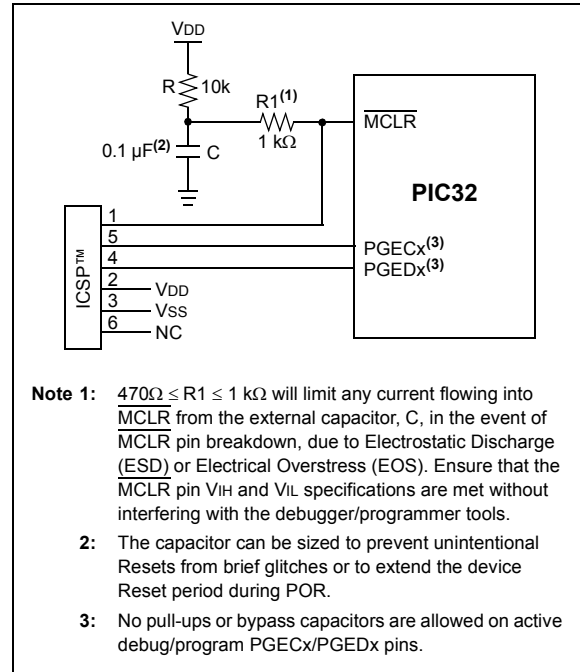 VDD
R 10k
R1(1)
1 kΩ
0.1 µF(2) C
MCLR
PIC32
ICSP™
1
5
4
2
3
6
PGECx(3)
PGEDx(3)
VDD
VSS
NC
Note 1: 470Ω ≤ R1 ≤ 1 kΩ will limit any current flowing into
MCLR from the external capacitor, C, in the event of
MCLR pin breakdown, due to Electrostatic Discharge
(ESD) or Electrical Overstress (EOS). Ensure that the
MCLR pin VIH and VIL specifications are met without
interfering with the debugger/programmer tools.
2: The capacitor can be sized to prevent unintentional
Resets from brief glitches or to extend the device
Reset period during POR.
3: No pull-ups or bypass capacitors are allowed on active
debug/program PGECx/PGEDx pins.